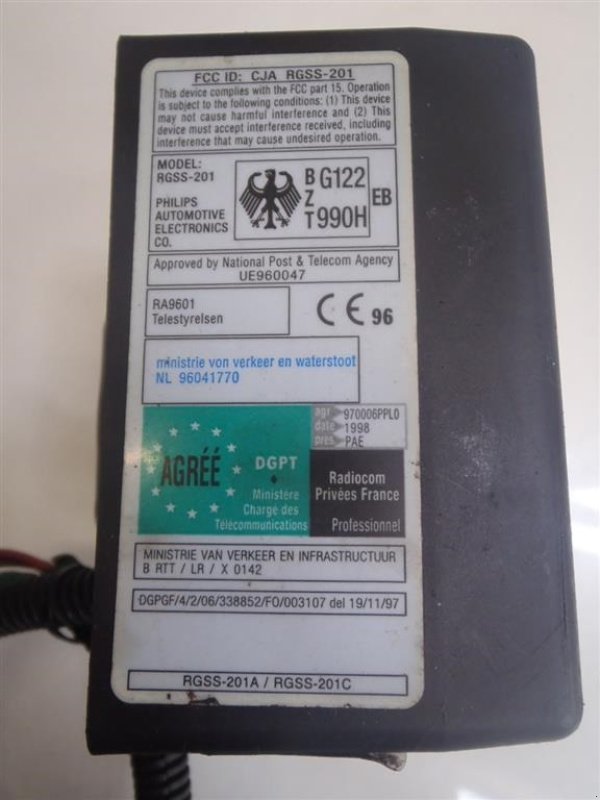 FCC ID: CJA RGSS-201
This device complies with the FCC part 15. Operation
is subject to the following conditions: (1) This device
may not cause harmful interference and (2) This
device must accept interference received, including
interference that may cause undesired operation.
MODEL:
RGSS-201
PHILIPS
AUTOMOTIVE
ELECTRONICS
CO.
B G122
Z
T 990H
EB
Approved by National Post & Telecom Agency
UE960047
RA9601
Telestyrelsen
CE 96
ministrie von verkeer en waterstoot
NL 96041770
agr 970006PPL0
date 1998
pres PAE
AGRÉÉ
DGPT
Ministère
Chargé des
Télécommunications
Radiocom
Privées France
Professionnel
MINISTRIE VAN VERKEER EN INFRASTRUCTUUR
B RTT / LR / X 0142
DGPGF/4/2/06/338852/FO/003107 del 19/11/97
RGSS-201A / RGSS-201C